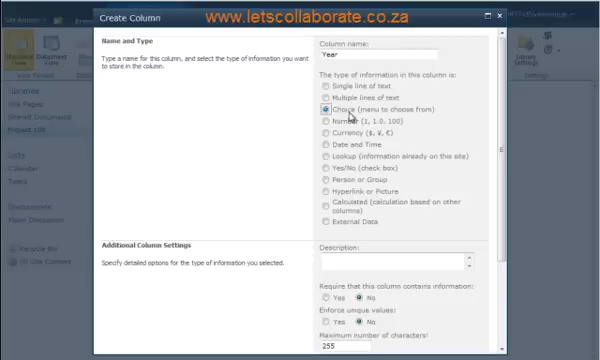 www.letscollaborate.co.za
Create Column
Name and Type
Type a name for this column, and select the type of information you want
to store in the column.
Column name:
Year
The type of information in this column is:
Single line of text
Multiple lines of text
Choice (menu to choose from)
Number (1, 1.0, 100)
Currency ($, ¥, €)
Date and Time
Lookup (information already on this site)
Yes/No (check box)
Person or Group
Hyperlink or Picture
Calculated (calculation based on other
columns)
External Data
Additional Column Settings
Specify detailed options for the type of information you selected.
Description:
Require that this column contains information:
Yes No
Enforce unique values:
Yes No
Maximum number of characters:
255
Datasheet
View
Libraries
Site Pages
Shared Documents
Lists
Calendar
Tasks
Discussions
Team Discussion
Recycle Bin
All Site Content
Library
Settings
Settings